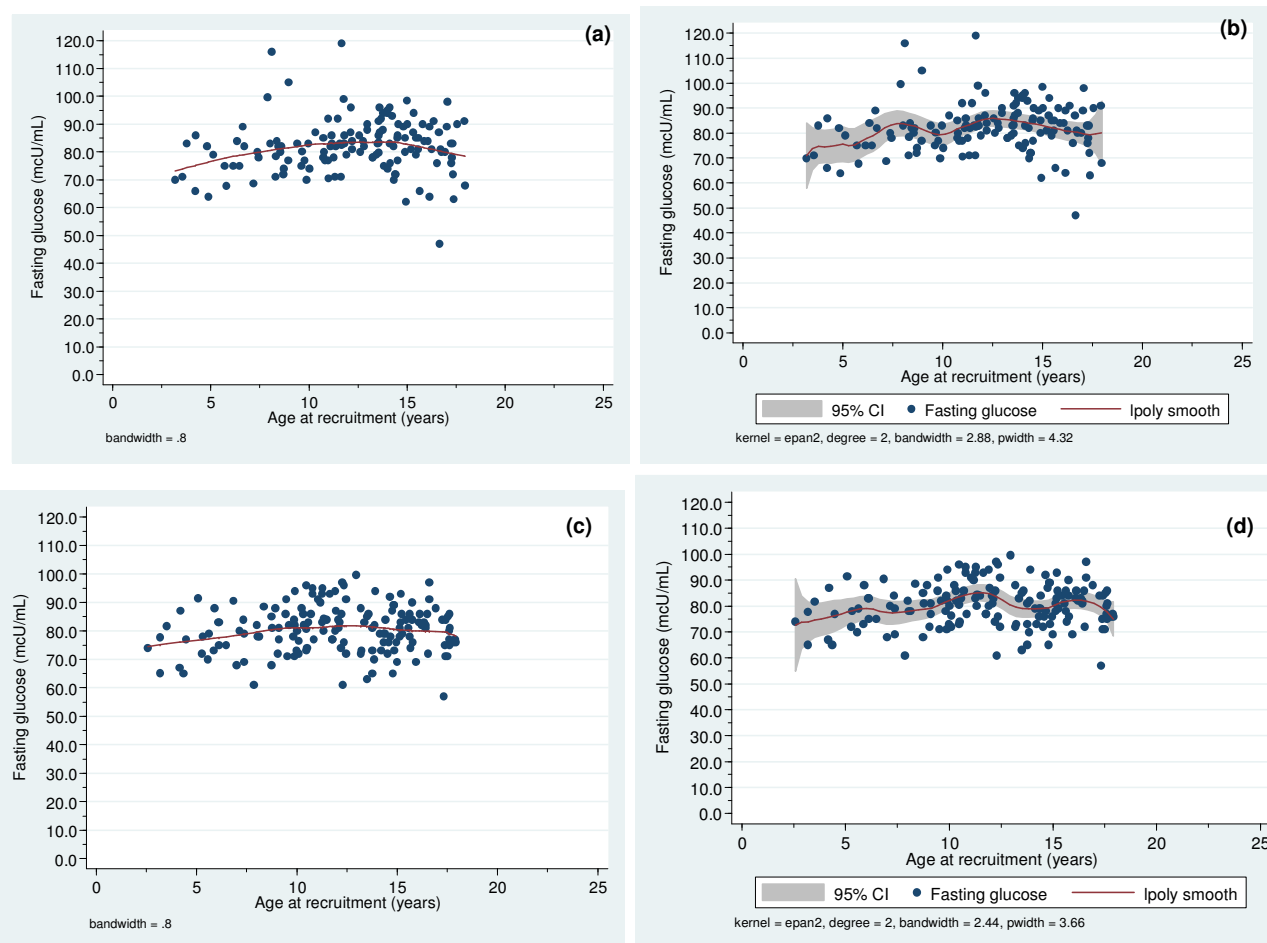 (a)
Fasting glucose (mcU/mL)
120.0
110.0
100.0
90.0
80.0
70.0
60.0
50.0
40.0
30.0
20.0
10.0
0.0
0 5 10 15 20 25
Age at recruitment (years)
bandwidth = .8
(b)
Fasting glucose (mcU/mL)
120.0
110.0
100.0
90.0
80.0
70.0
60.0
50.0
40.0
30.0
20.0
10.0
0.0
0 5 10 15 20 25
Age at recruitment (years)
95% CI Fasting glucose lpoly smooth
kernel = epan2, degree = 2, bandwidth = 2.88, pwidth = 4.32
(c)
Fasting glucose (mcU/mL)
120.0
110.0
100.0
90.0
80.0
70.0
60.0
50.0
40.0
30.0
20.0
10.0
0.0
0 5 10 15 20 25
Age at recruitment (years)
bandwidth = .8
(d)
Fasting glucose (mcU/mL)
120.0
110.0
100.0
90.0
80.0
70.0
60.0
50.0
40.0
30.0
20.0
10.0
0.0
0 5 10 15 20 25
Age at recruitment (years)
95% CI Fasting glucose lpoly smooth
kernel = epan2, degree = 2, bandwidth = 2.44, pwidth = 3.66